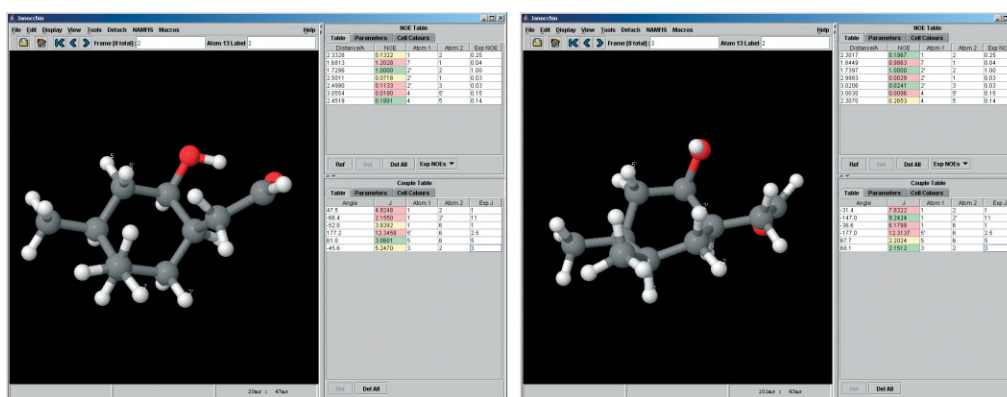 Janocchio
File Edit Display View Tools Detach NAMFIS Macros Help
Frame(8 total): 2 Atom 13 Label 2
NOE Table
Table Parameters Cell Colours
Distance/A NOE Atom 1 Atom 2 Exp NOE
2.3328 0.1322 1 2 0.25
1.6813 1.2028 7 1 0.04
1.7296 1.0000 2' 2 1.00
2.5011 0.0718 2' 1 0.03
2.4990 0.1133 2' 3 0.03
3.0554 0.0190 4 5' 0.15
2.4519 0.1801 4 5 0.14
Ref Del Del All Exp NOEs
Couple Table
Table Parameters Cell Colours
Angle J Atom 1 Atom 2 Exp J
47.5 4.8249 1 2 1
-68.4 2.1550 1 2' 11
-52.0 3.8392 1 6 1
177.2 12.3458 5' 6 2.5
61.0 3.0601 5 6 5
-45.6 5.2470 3 2 3
Del Del All
Janocchio
File Edit Display View Tools Detach NAMFIS Macros Help
Frame(8 total): 3 Atom 13 Label 2
NOE Table
Table Parameters Cell Colours
Distance/A NOE Atom 1 Atom 2 Exp NO
2.3017 0.1967 1 2 0.25
1.8449 0.9863 7' 1 0.04
1.7397 1.0000 2' 2 1.00
2.9983 0.0028 2' 1 0.03
3.0206 0.0241 2' 3 0.03
3.0030 0.0096 4 5' 0.15
2.3070 0.2653 4 5 0.14
Ref Del Del All Exp NOEs
Couple Table
Table Parameters Cell Colours
Angle J Atom 1 Atom 2 Exp J
-31.4 7.8322 1 2 1
-147.0 9.2424 1 2' 11
-38.6 6.1799 1 6 1
-177.0 12.3137 5' 6 2.5
67.7 2.2024 5 6 5
68.1 2.1512 3 2 3
Del Del All